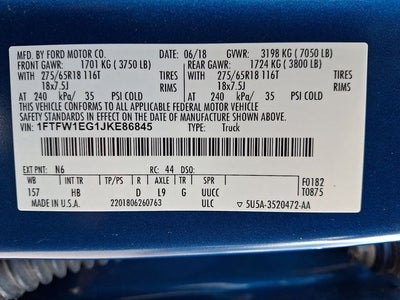 MFD. BY FORD MOTOR CO. 06/18 GVWR: 3198 KG (7050 LB)
FRONT GAWR: 1701 KG (3750 LB) REAR GAWR: 1724 KG (3800 LB)
WITH 275/65R18 116T TIRES WITH 275/65R18 116T TIRES
18x7.5J RIMS 18x7.5J RIMS
AT 240 kPa/ 35 PSI COLD AT 240 kPa/ 35 PSI COLD
THIS VEHICLE CONFORMS TO ALL APPLICABLE FEDERAL MOTOR VEHICLE
SAFETY STANDARDS IN EFFECT ON THE DATE OF MANUFACTURE SHOWN ABOVE.
VIN: 1FTFW1EG1JKE86845 TYPE: Truck
EXT PNT: N6 RC: 44 DSO:
WB INT TR TP/PS R AXLE TR SPR F0182
157 HB D L9 G UUCC T0875
MADE IN U.S.A. 2201806260763 ULC ▽ 5U5A-3520472-AA